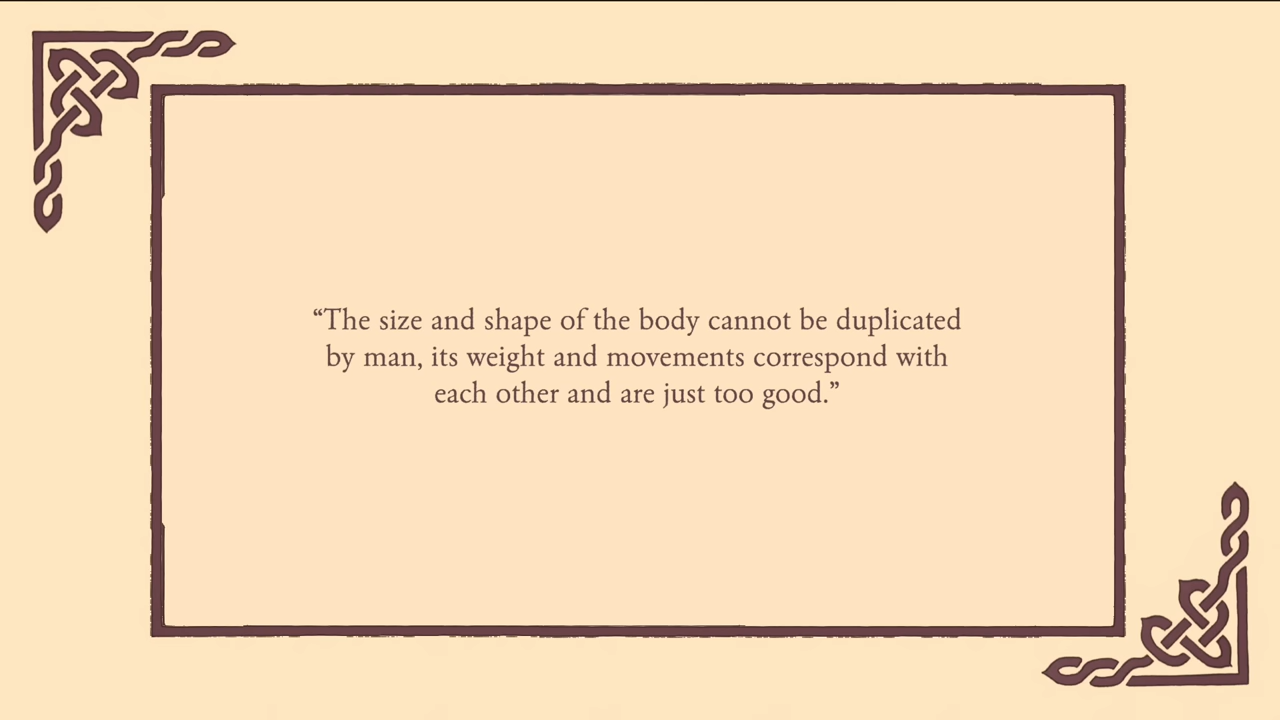 “The size and shape of the body cannot be duplicated
by man, its weight and movements correspond with
each other and are just too good.”